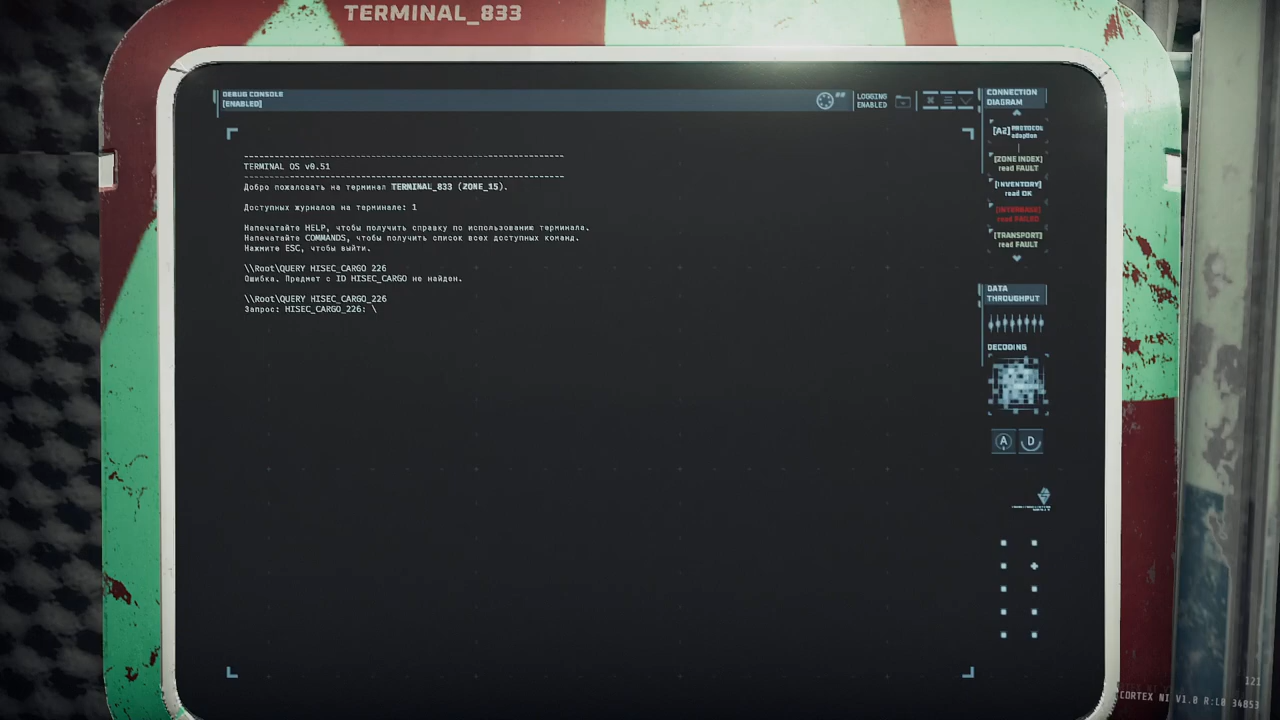 TERMINAL_833
DEBUG CONSOLE
[ENABLED]
LOGGING
ENABLED
--------------------------------------------------------------
TERMINAL OS v0.51
--------------------------------------------------------------
Добро пожаловать на терминал TERMINAL_833 (ZONE_15).
Доступных журналов на терминале: 1
Напечатайте HELP, чтобы получить справку по использованию терминала.
Напечатайте COMMANDS, чтобы получить список всех доступных команд.
Нажмите ESC, чтобы выйти.
\\Root\QUERY HISEC_CARGO 226
Ошибка. Предмет с ID HISEC_CARGO не найден.
\\Root\QUERY HISEC_CARGO_226
Запрос: HISEC_CARGO_226: \
CONNECTION
DIAGRAM
PROTOCOL
adaption
[ZONE INDEX]
read FAULT
[INVENTORY]
read OK
read FAILED
[TRANSPORT]
read FAULT
DATA
THROUGHPUT
DECODING
A D
121
CORTEX NI V1.0 R:L0 34853